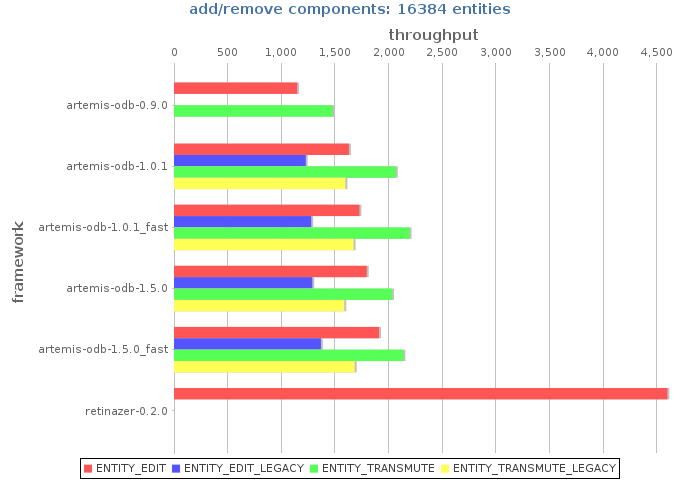 add/remove components: 16384 entities
throughput
0 500 1,000 1,500 2,000 2,500 3,000 3,500 4,000 4,500
framework
artemis-odb-0.9.0
artemis-odb-1.0.1
artemis-odb-1.0.1_fast
artemis-odb-1.5.0
artemis-odb-1.5.0_fast
retinazer-0.2.0
ENTITY_EDIT ENTITY_EDIT_LEGACY ENTITY_TRANSMUTE ENTITY_TRANSMUTE_LEGACY